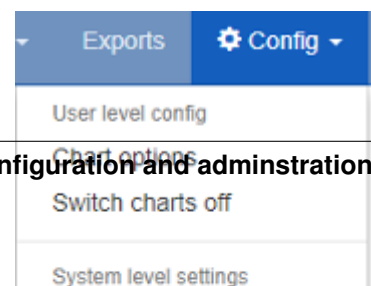 Exports Config
User level config
Chart options
nfiguration and adminstration
Switch charts off
System level settings